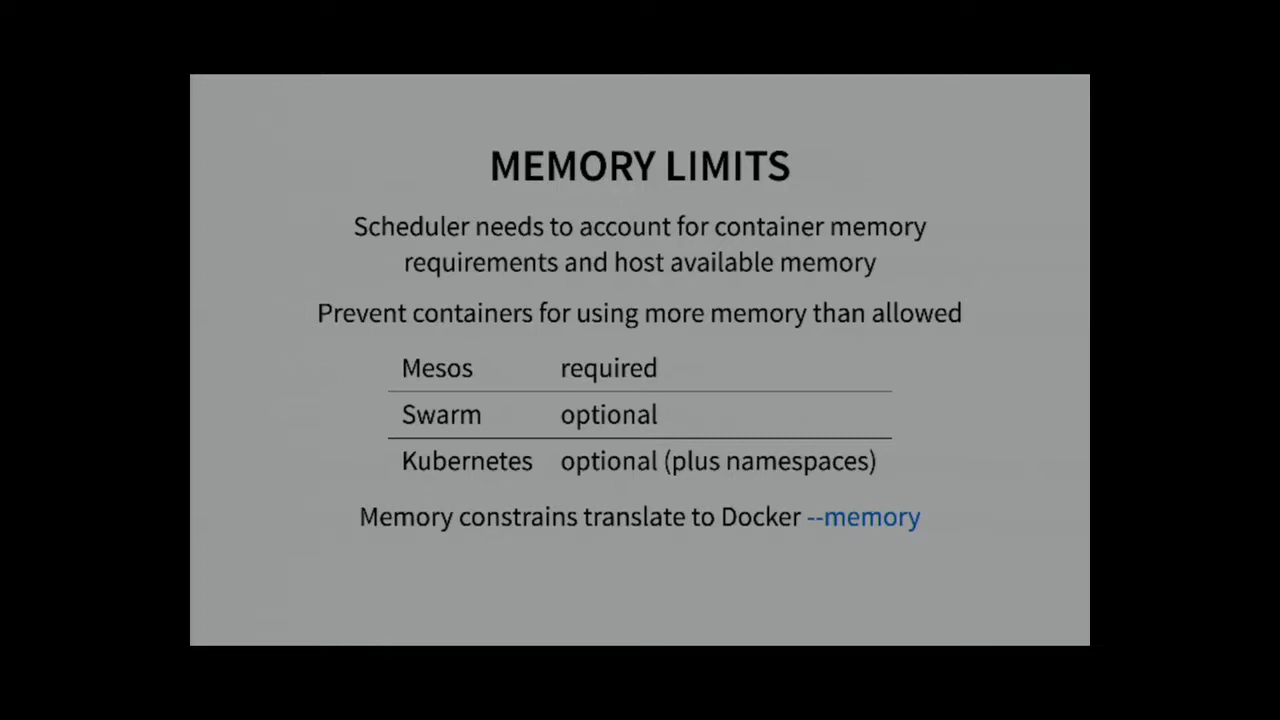 MEMORY LIMITS
Scheduler needs to account for container memory
requirements and host available memory
Prevent containers for using more memory than allowed
Mesos required
Swarm optional
Kubernetes optional (plus namespaces)
Memory constrains translate to Docker --memory